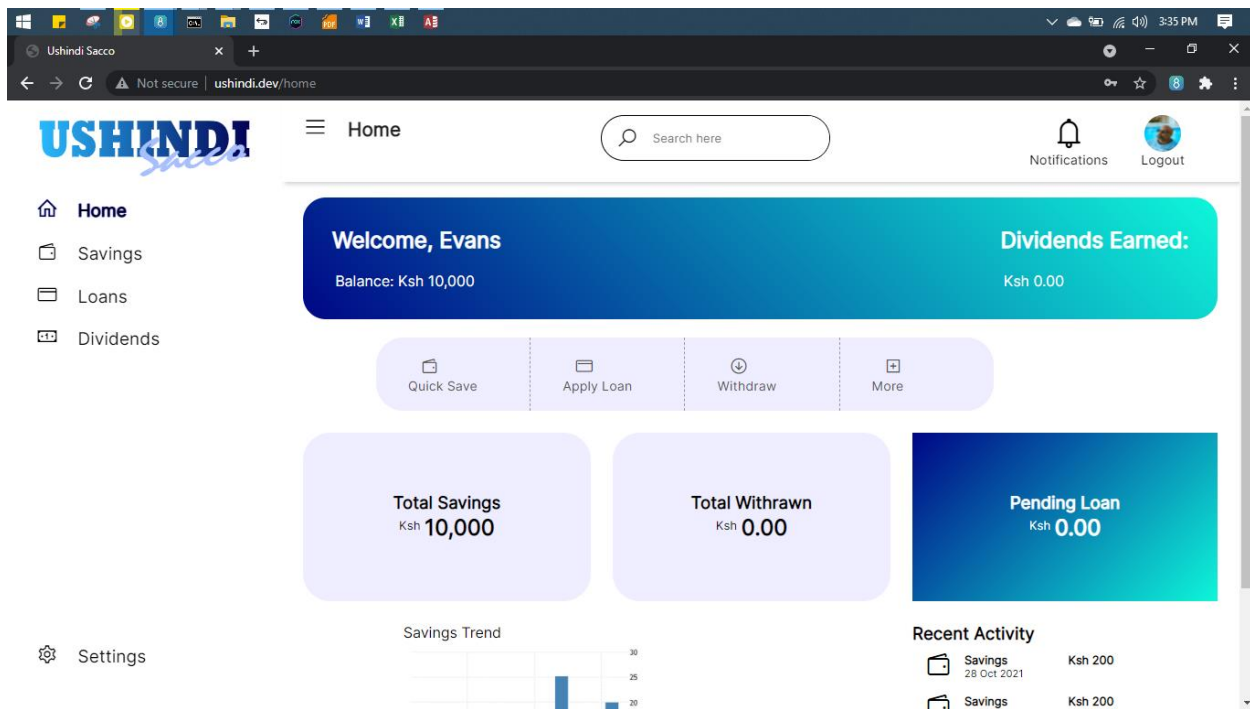 3:35 PM
Ushindi Sacco
Not secure | ushindi.dev/home
USHINDI
Sacco
Home
Search here
Notifications
Logout
Home
Savings
Loans
Dividends
Settings
Welcome, Evans
Balance: Ksh 10,000
Dividends Earned:
Ksh 0.00
Quick Save
Apply Loan
Withdraw
More
Total Savings
Ksh 10,000
Total Withrawn
Ksh 0.00
Pending Loan
Ksh 0.00
Savings Trend
30
25
20
Recent Activity
Savings Ksh 200
28 Oct 2021
Savings Ksh 200